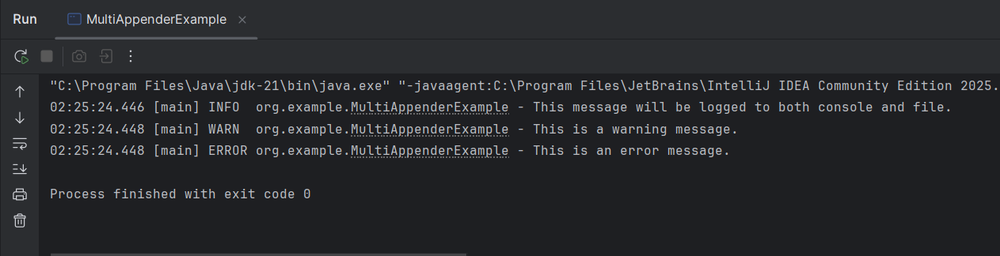 Run MultiAppenderExample
"C:\Program Files\Java\jdk-21\bin\java.exe" "-javaagent:C:\Program Files\JetBrains\IntelliJ IDEA Community Edition 2025.
02:25:24.446 [main] INFO  org.example.MultiAppenderExample - This message will be logged to both console and file.
02:25:24.448 [main] WARN  org.example.MultiAppenderExample - This is a warning message.
02:25:24.448 [main] ERROR org.example.MultiAppenderExample - This is an error message.
Process finished with exit code 0